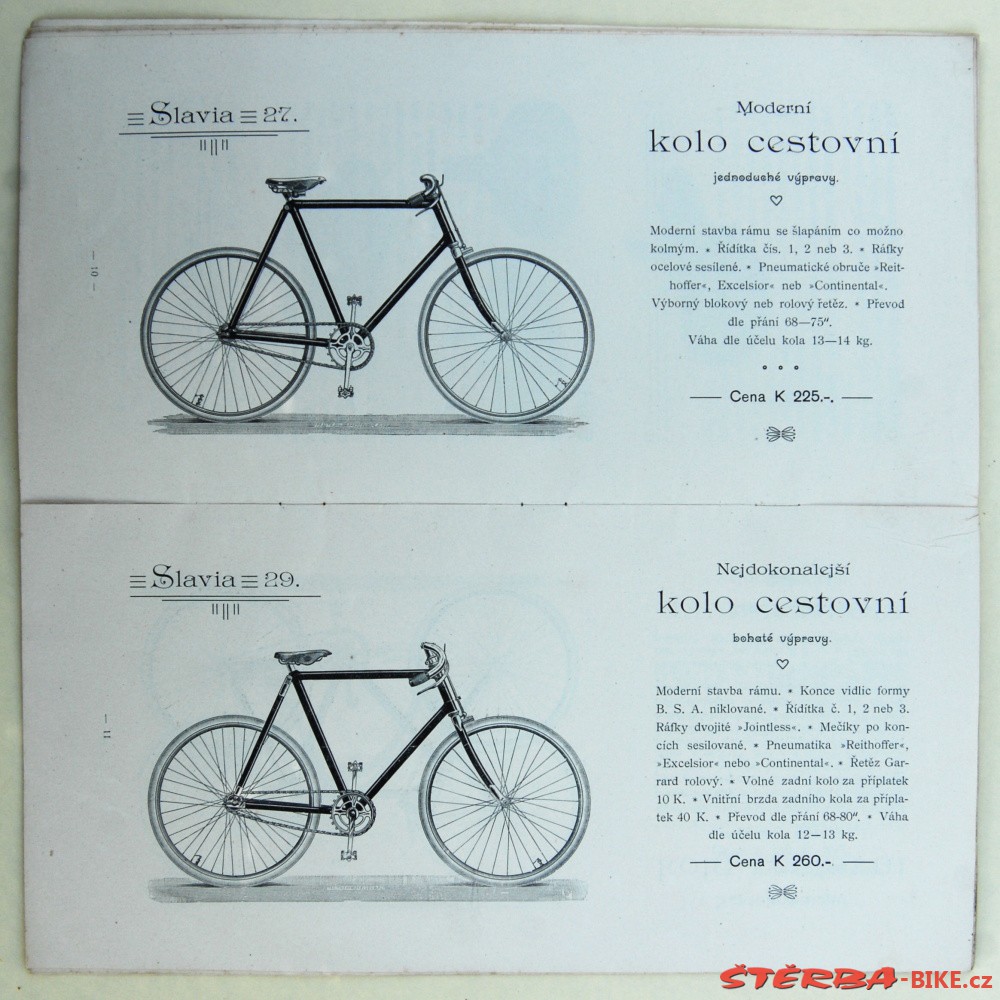 Slavia 27.
— 10 —
Moderní
kolo cestovní
jednoduché výpravy.
Moderní stavba rámu se šlapáním co možno
kolmým. * Řídítka čís. 1, 2 neb 3. * Ráfky
ocelové sesílené. * Pneumatické obruče »Reit-
hoffer«, Excelsior« neb »Continental«.
Výborný blokový neb rolový řetěz. * Převod
dle přání 68—75".
Váha dle účelu kola 13—14 kg.
Cena K 225.-.
Slavia 29.
— 11
Nejdokonalejší
kolo cestovní
bohaté výpravy.
Moderní stavba rámu. * Konce vidlic formy
B. S. A. niklované. * Řídítka č. 1, 2 neb 3.
Ráfky dvojité »Jointless«. * Mečíky po kon-
cích sesilované. * Pneumatika »Reithoffer«,
»Excelsior« nebo »Continental«. * Řetěz Gar-
rard rolový. * Volné zadní kolo za příplatek
10 K. * Vnitřní brzda zadního kola za přípla-
tek 40 K. * Převod dle přání 68-80". * Váha
dle účelu kola 12—13 kg.
Cena K 260.-.
ŠTĚRBA-BIKE.cz